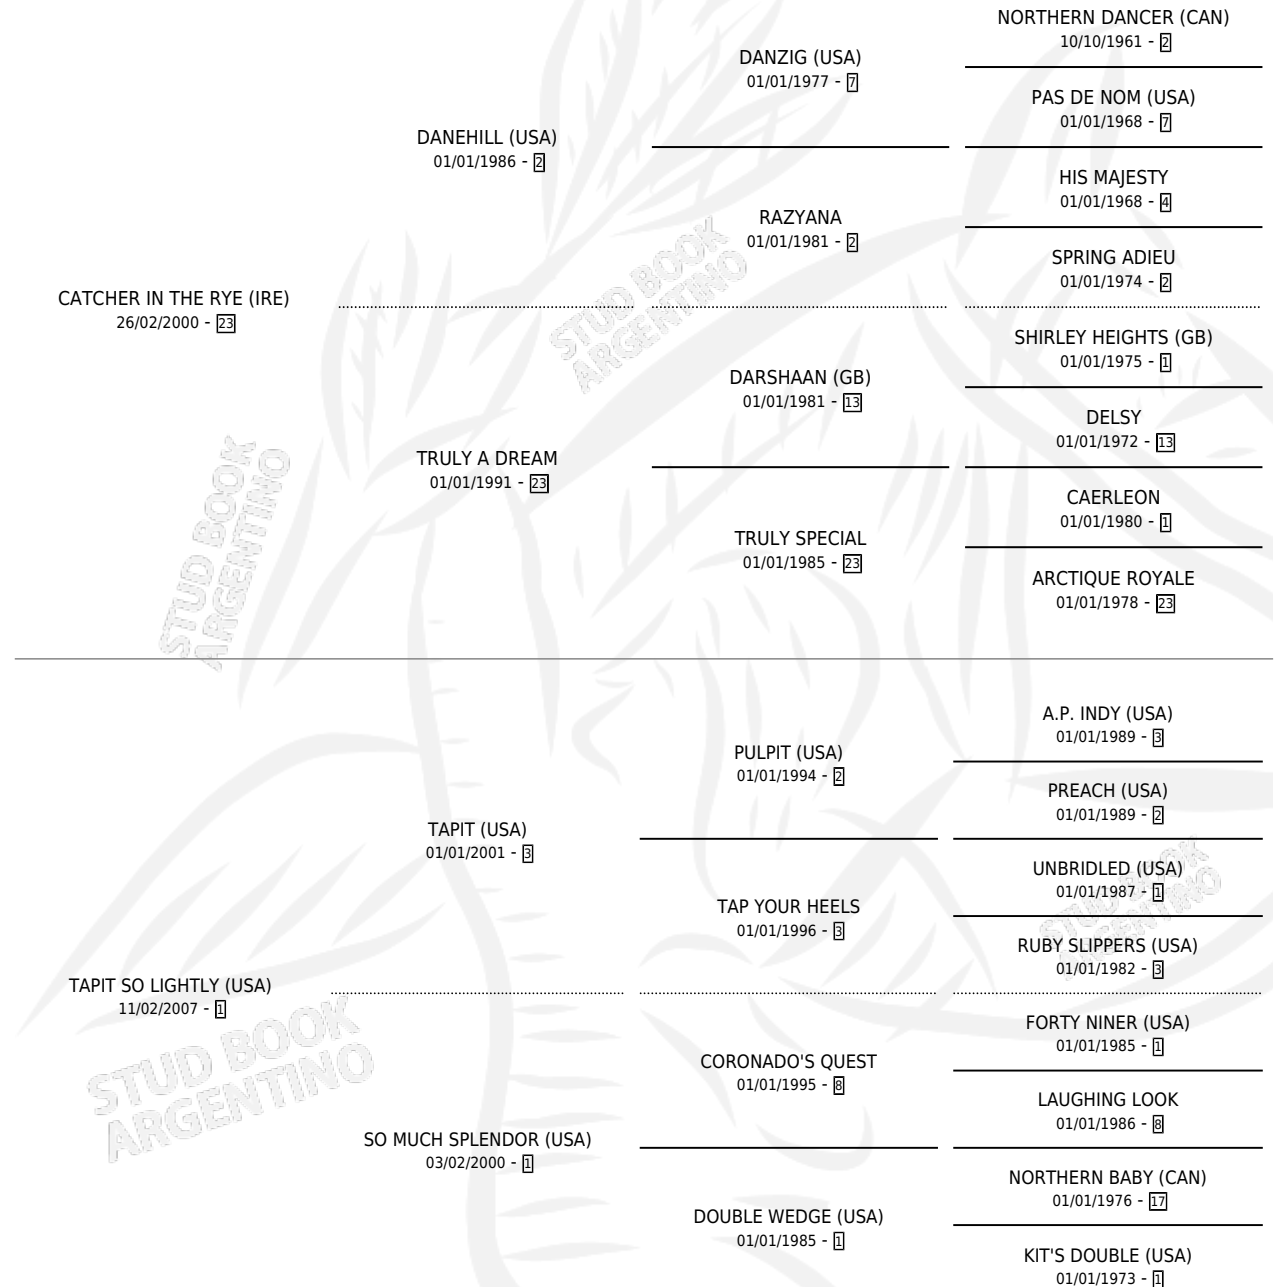 NORTHERN DANCER (CAN)
10/10/1961 - 2
DANZIG (USA)
01/01/1977 - 7
PAS DE NOM (USA)
01/01/1968 - 7
DANEHILL (USA)
01/01/1986 - 2
HIS MAJESTY
01/01/1968 - 4
RAZYANA
01/01/1981 - 2
SPRING ADIEU
01/01/1974 - 2
CATCHER IN THE RYE (IRE)
26/02/2000 - 23
STUD BOOK
ARGENTINO
SHIRLEY HEIGHTS (GB)
01/01/1975 - 1
DARSHAAN (GB)
01/01/1981 - 13
DELSY
01/01/1972 - 13
TRULY A DREAM
01/01/1991 - 23
CAERLEON
01/01/1980 - 1
TRULY SPECIAL
01/01/1985 - 23
ARCTIQUE ROYALE
01/01/1978 - 23
STUD BOOK
ARGENTINO
A.P. INDY (USA)
01/01/1989 - 3
PULPIT (USA)
01/01/1994 - 2
PREACH (USA)
01/01/1989 - 2
TAPIT (USA)
01/01/2001 - 3
UNBRIDLED (USA)
01/01/1987 - 1
TAP YOUR HEELS
01/01/1996 - 3
RUBY SLIPPERS (USA)
01/01/1982 - 3
STUD BOOK
ARGENTINO
TAPIT SO LIGHTLY (USA)
11/02/2007 - 1
FORTY NINER (USA)
01/01/1985 - 1
CORONADO'S QUEST
01/01/1995 - 8
LAUGHING LOOK
01/01/1986 - 8
STUD BOOK
ARGENTINO
SO MUCH SPLENDOR (USA)
03/02/2000 - 1
NORTHERN BABY (CAN)
01/01/1976 - 17
DOUBLE WEDGE (USA)
01/01/1985 - 1
KIT'S DOUBLE (USA)
01/01/1973 - 1